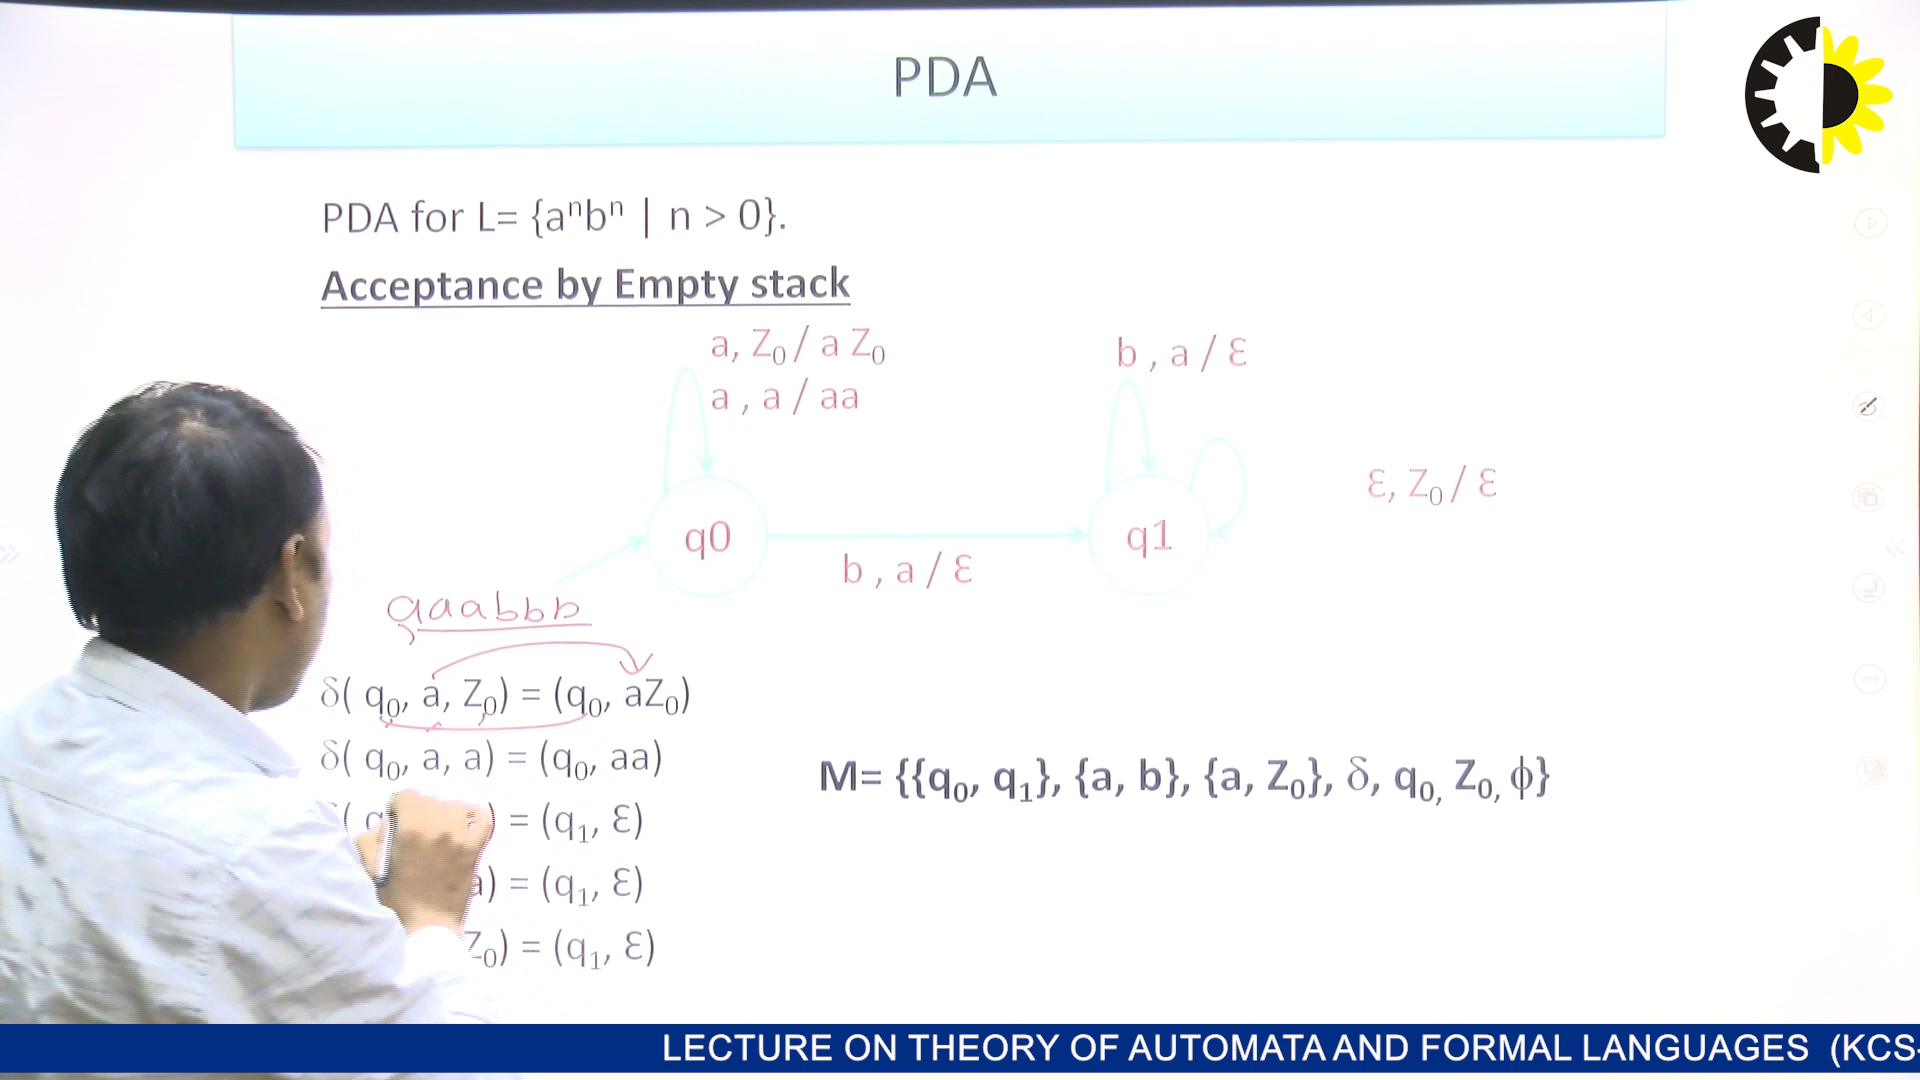 PDA
PDA for L= {aⁿbⁿ | n > 0}.
Acceptance by Empty stack
a, Z₀ / a Z₀
a , a / aa
b , a / ε
ε, Z₀ / ε
q0
q1
b , a / ε
aaabbb
δ( q₀, a, Z₀) = (q₀, aZ₀)
δ( q₀, a, a) = (q₀, aa)
) = (q₁, ε)
a) = (q₁, ε)
Z₀) = (q₁, ε)
M= {{q₀, q₁}, {a, b}, {a, Z₀}, δ, q₀, Z₀, ϕ}
LECTURE ON THEORY OF AUTOMATA AND FORMAL LANGUAGES (KCS-